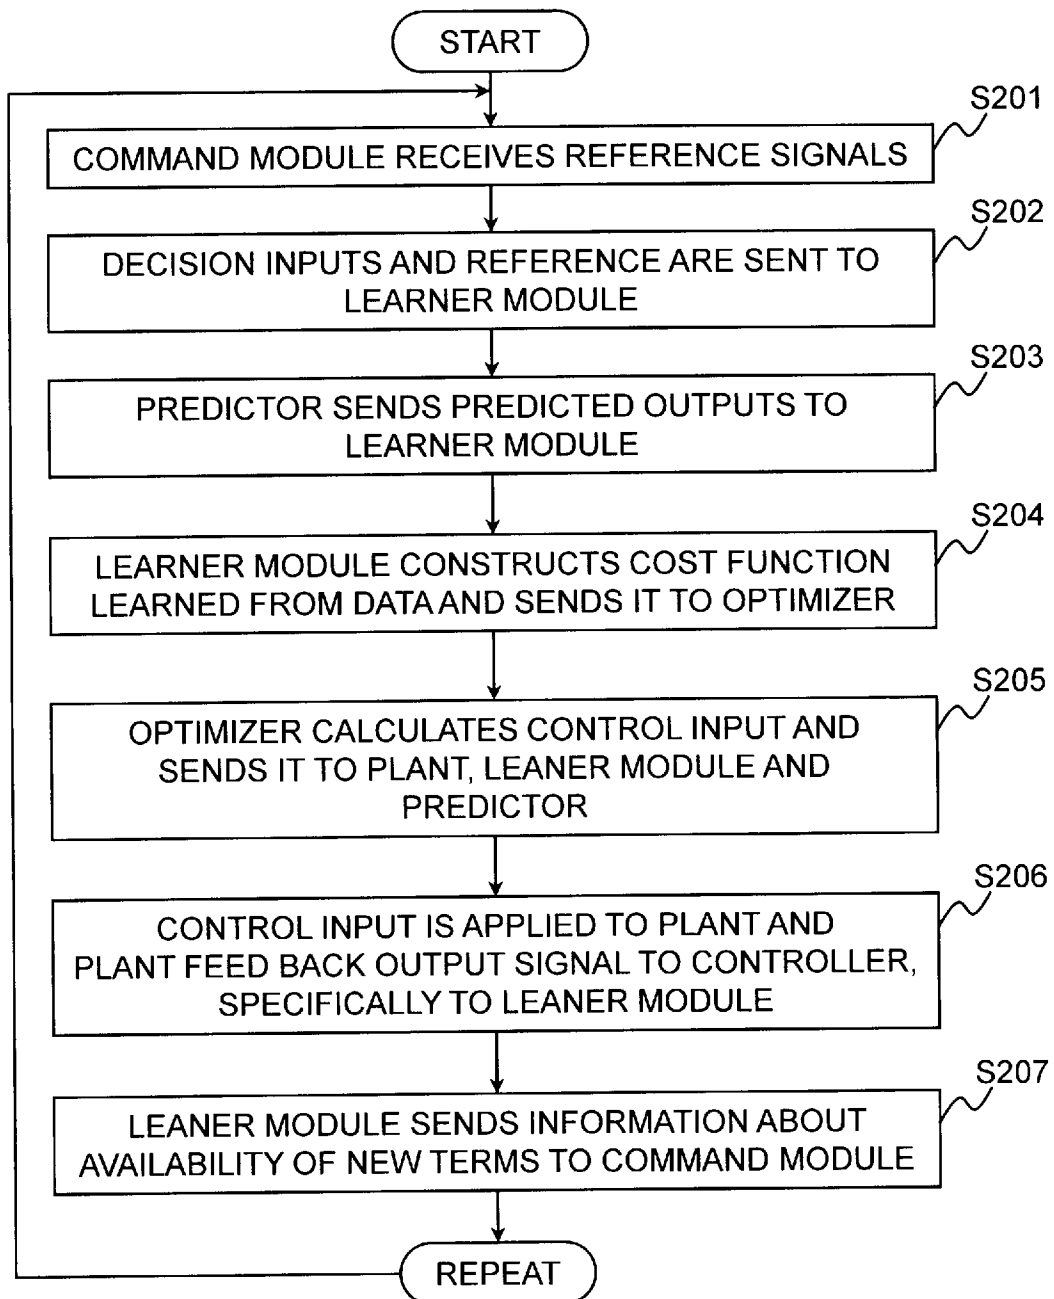 START
S201
COMMAND MODULE RECEIVES REFERENCE SIGNALS
S202
DECISION INPUTS AND REFERENCE ARE SENT TO
LEARNER MODULE
S203
PREDICTOR SENDS PREDICTED OUTPUTS TO
LEARNER MODULE
S204
LEARNER MODULE CONSTRUCTS COST FUNCTION
LEARNED FROM DATA AND SENDS IT TO OPTIMIZER
S205
OPTIMIZER CALCULATES CONTROL INPUT AND
SENDS IT TO PLANT, LEANER MODULE AND
PREDICTOR
S206
CONTROL INPUT IS APPLIED TO PLANT AND
PLANT FEED BACK OUTPUT SIGNAL TO CONTROLLER,
SPECIFICALLY TO LEANER MODULE
S207
LEANER MODULE SENDS INFORMATION ABOUT
AVAILABILITY OF NEW TERMS TO COMMAND MODULE
REPEAT